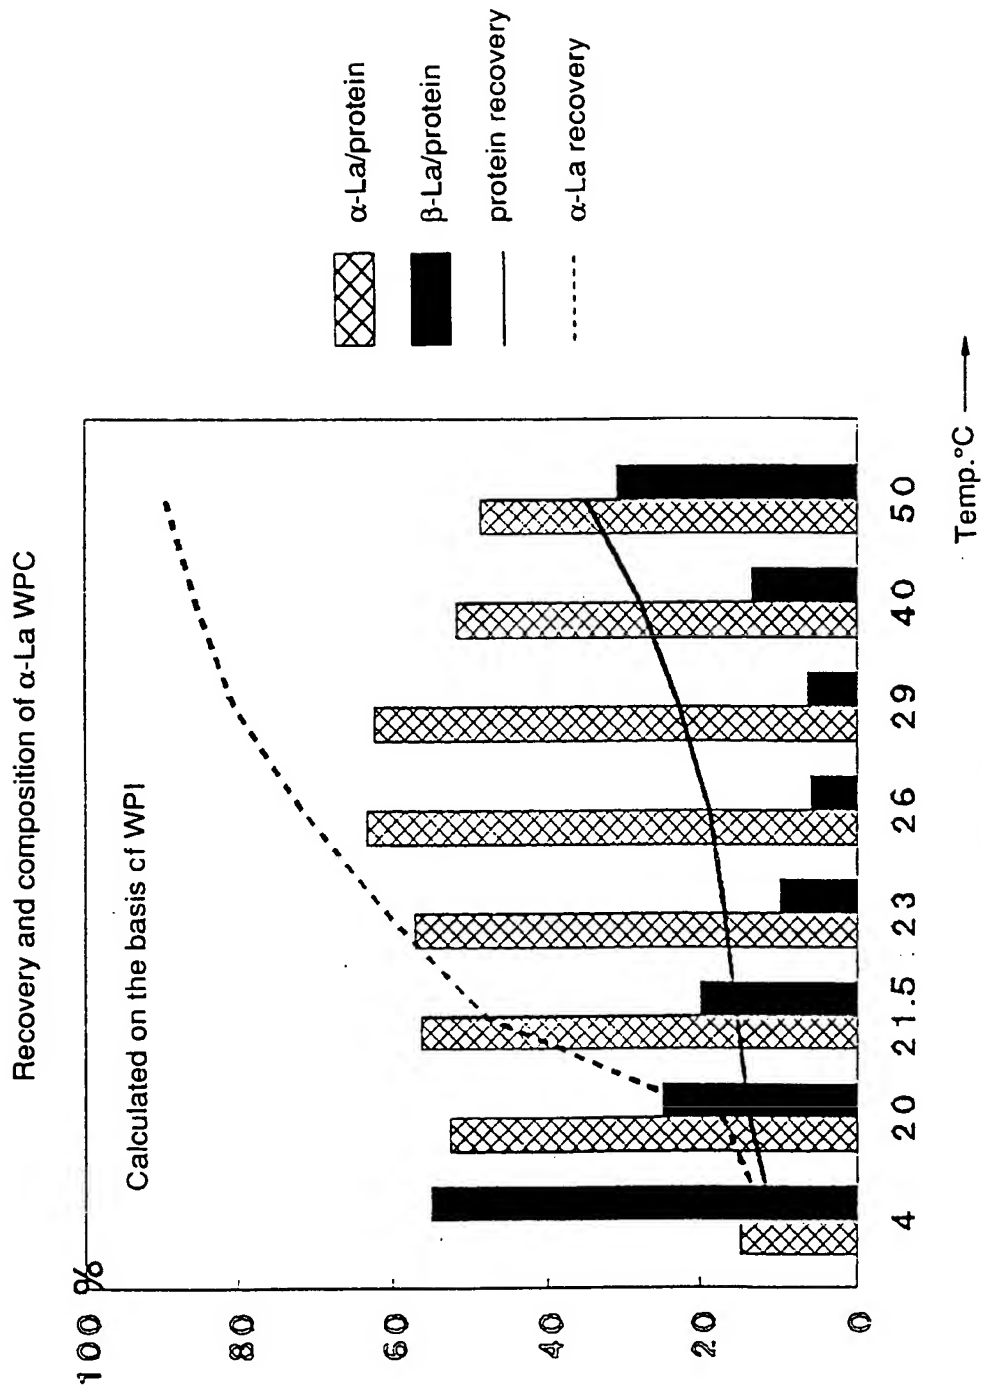 Recovery and composition of α-La WPC
%
100
80
60
40
20
0
Calculated on the basis cf WPI
4
20
21.5
23
26
29
40
50
Temp.°C
α-La/protein
β-La/protein
protein recovery
α-La recovery